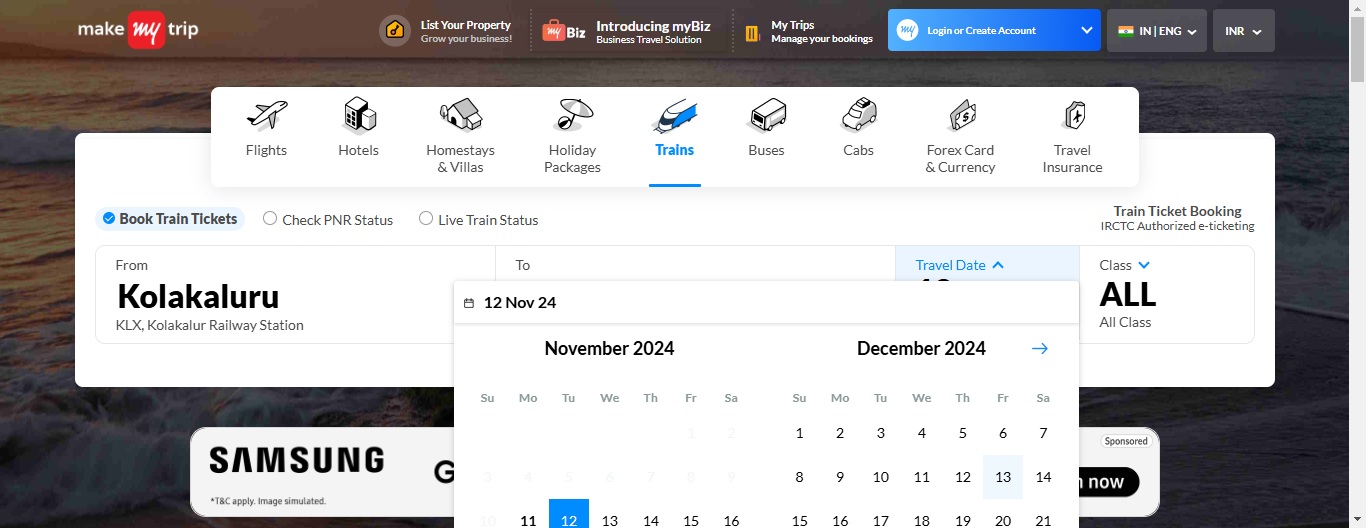 make my trip
List Your Property
Grow your business!
my Biz
Introducing myBiz
Business Travel Solution
My Trips
Manage your bookings
my
Login or Create Account
IN | ENG
INR
Flights
Hotels
Homestays
& Villas
Holiday
Packages
Trains
Buses
Cabs
Forex Card
& Currency
Travel
Insurance
Book Train Tickets
Check PNR Status
Live Train Status
Train Ticket Booking
IRCTC Authorized e-ticketing
From
Kolakaluru
KLX, Kolakalur Railway Station
To
Travel Date
Class
ALL
All Class
12 Nov 24
November 2024
December 2024
Su Mo Tu We Th Fr Sa
Su Mo Tu We Th Fr Sa
1 2
1 2 3 4 5 6 7
3 4 5 6 7 8 9
8 9 10 11 12 13 14
10 11 12 13 14 15 16
15 16 17 18 19 20 21
SAMSUNG
*T&C apply. Image simulated.
G
Sponsored
now